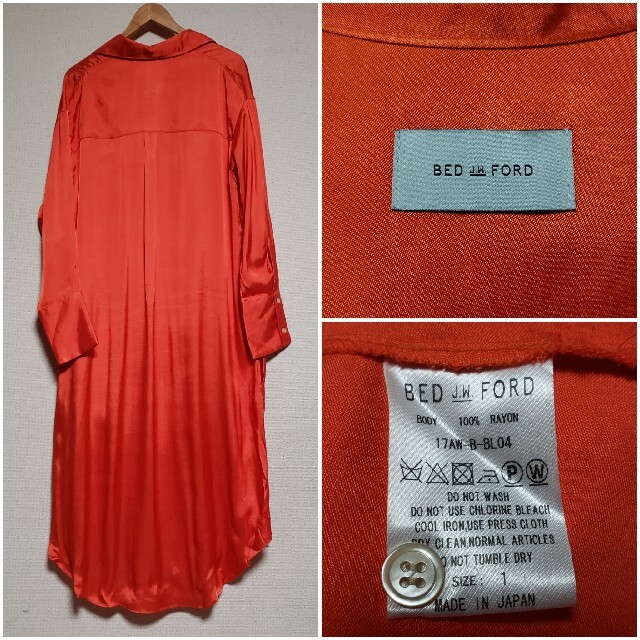 BED J.W. FORD
BED J.W. FORD
BODY 100% RAYON
17AW-B-BL04
P W
DO NOT WASH
DO NOT USE CHLORINE BLEACH
COOL IRON,USE PRESS CLOTH
DRY CLEAN,NORMAL ARTICLES
DO NOT TUMBLE DRY
SIZE: 1
MADE IN JAPAN